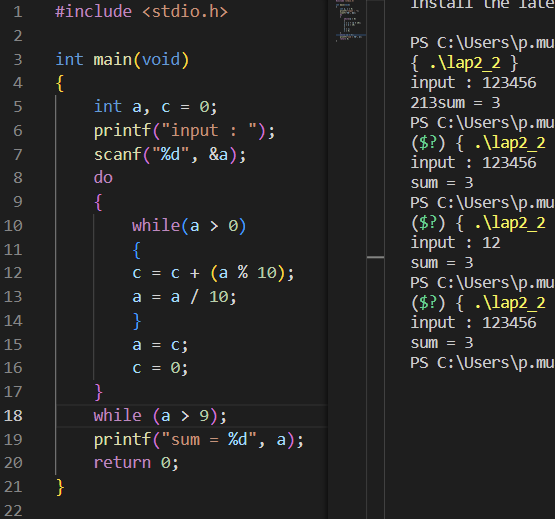 1 #include <stdio.h>
2
3 int main(void)
4 {
5 int a, c = 0;
6 printf("input : ");
7 scanf("%d", &a);
8 do
9 {
10 while(a > 0)
11 {
12 c = c + (a % 10);
13 a = a / 10;
14 }
15 a = c;
16 c = 0;
17 }
18 while (a > 9);
19 printf("sum = %d", a);
20 return 0;
21 }
22
install the late
PS C:\Users\p.mu
{ .\lap2_2 }
input : 123456
213sum = 3
PS C:\Users\p.mu
($?) { .\lap2_2
input : 123456
sum = 3
PS C:\Users\p.mu
($?) { .\lap2_2
input : 12
sum = 3
PS C:\Users\p.mu
($?) { .\lap2_2
input : 123456
sum = 3
PS C:\Users\p.mu